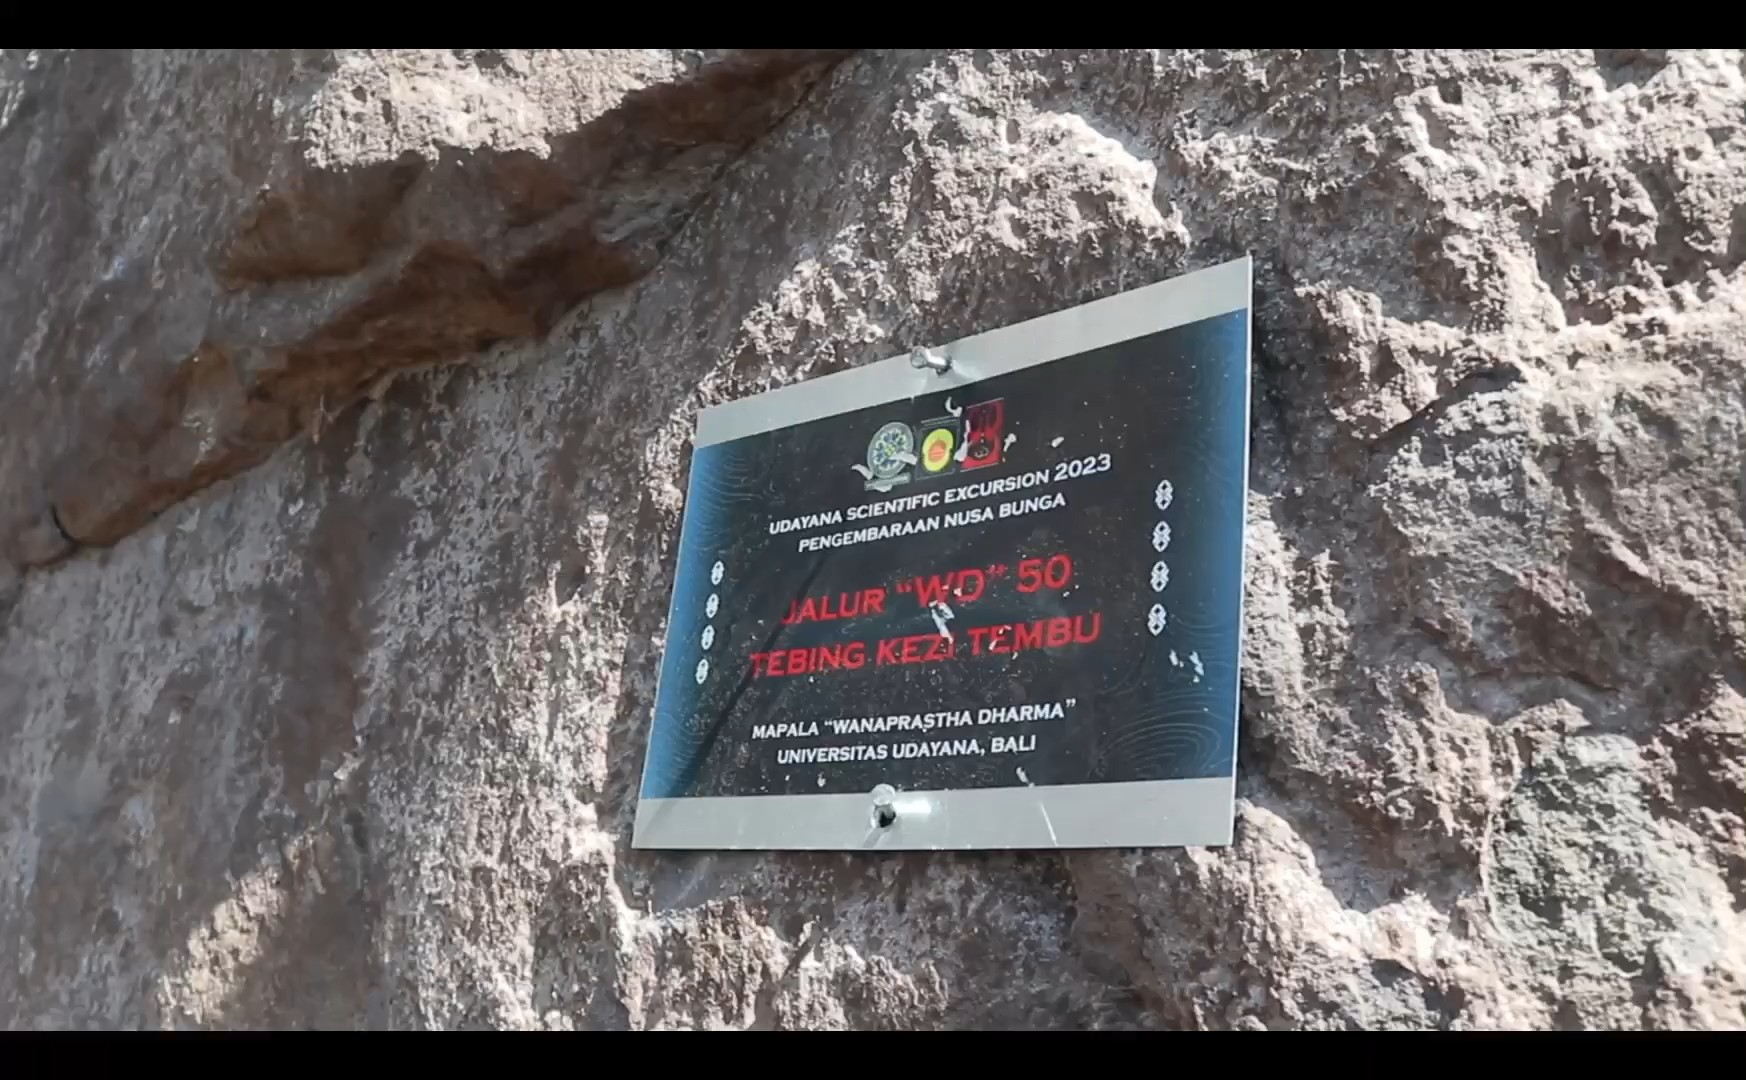 UDAYANA SCIENTIFIC EXCURSION 2023
PENGEMBARAAN NUSA BUNGA
JALUR “WD” 50
TEBING KEZI TEMBU
MAPALA “WANAPRASTHA DHARMA”
UNIVERSITAS UDAYANA, BALI